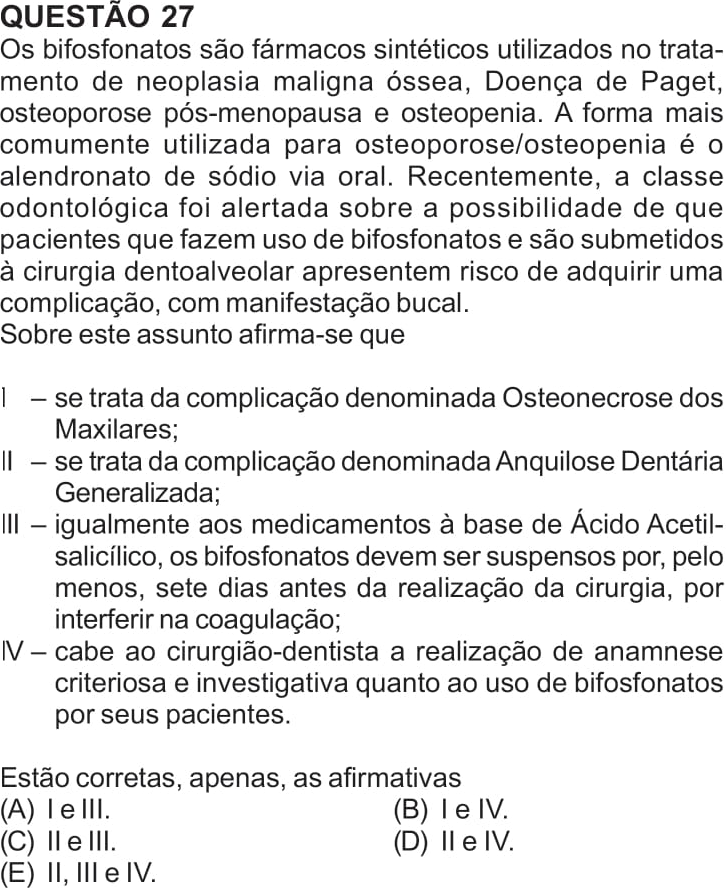 QUESTÃO 27
Os bifosfonatos são fármacos sintéticos utilizados no trata-
mento de neoplasia maligna óssea, Doença de Paget,
osteoporose pós-menopausa e osteopenia. A forma mais
comumente utilizada para osteoporose/osteopenia é o
alendronato de sódio via oral. Recentemente, a classe
odontológica foi alertada sobre a possibilidade de que
pacientes que fazem uso de bifosfonatos e são submetidos
à cirurgia dentoalveolar apresentem risco de adquirir uma
complicação, com manifestação bucal.
Sobre este assunto afirma-se que
I – se trata da complicação denominada Osteonecrose dos
Maxilares;
II – se trata da complicação denominada Anquilose Dentária
Generalizada;
III – igualmente aos medicamentos à base de Ácido Acetil-
salicílico, os bifosfonatos devem ser suspensos por, pelo
menos, sete dias antes da realização da cirurgia, por
interferir na coagulação;
IV – cabe ao cirurgião-dentista a realização de anamnese
criteriosa e investigativa quanto ao uso de bifosfonatos
por seus pacientes.
Estão corretas, apenas, as afirmativas
(A) I e III. (B) I e IV.
(C) II e III. (D) II e IV.
(E) II, III e IV.